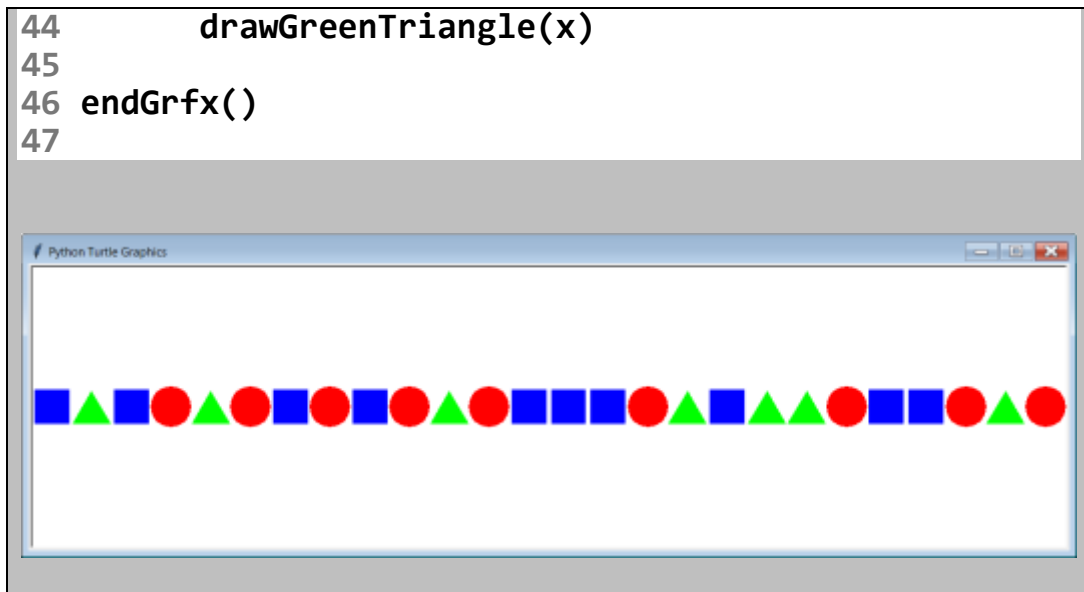 44         drawGreenTriangle(x)
45
46 endGrfx()
47
Python Turtle Graphics